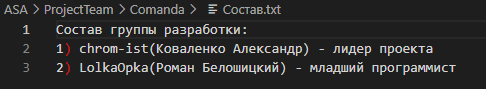 ASA > ProjectTeam > Comanda > Состав.txt
1 Состав группы разработки:
2 1) chrom-ist(Коваленко Александр) - лидер проекта
3 2) LolkaOpka(Роман Белошицкий) - младший программист